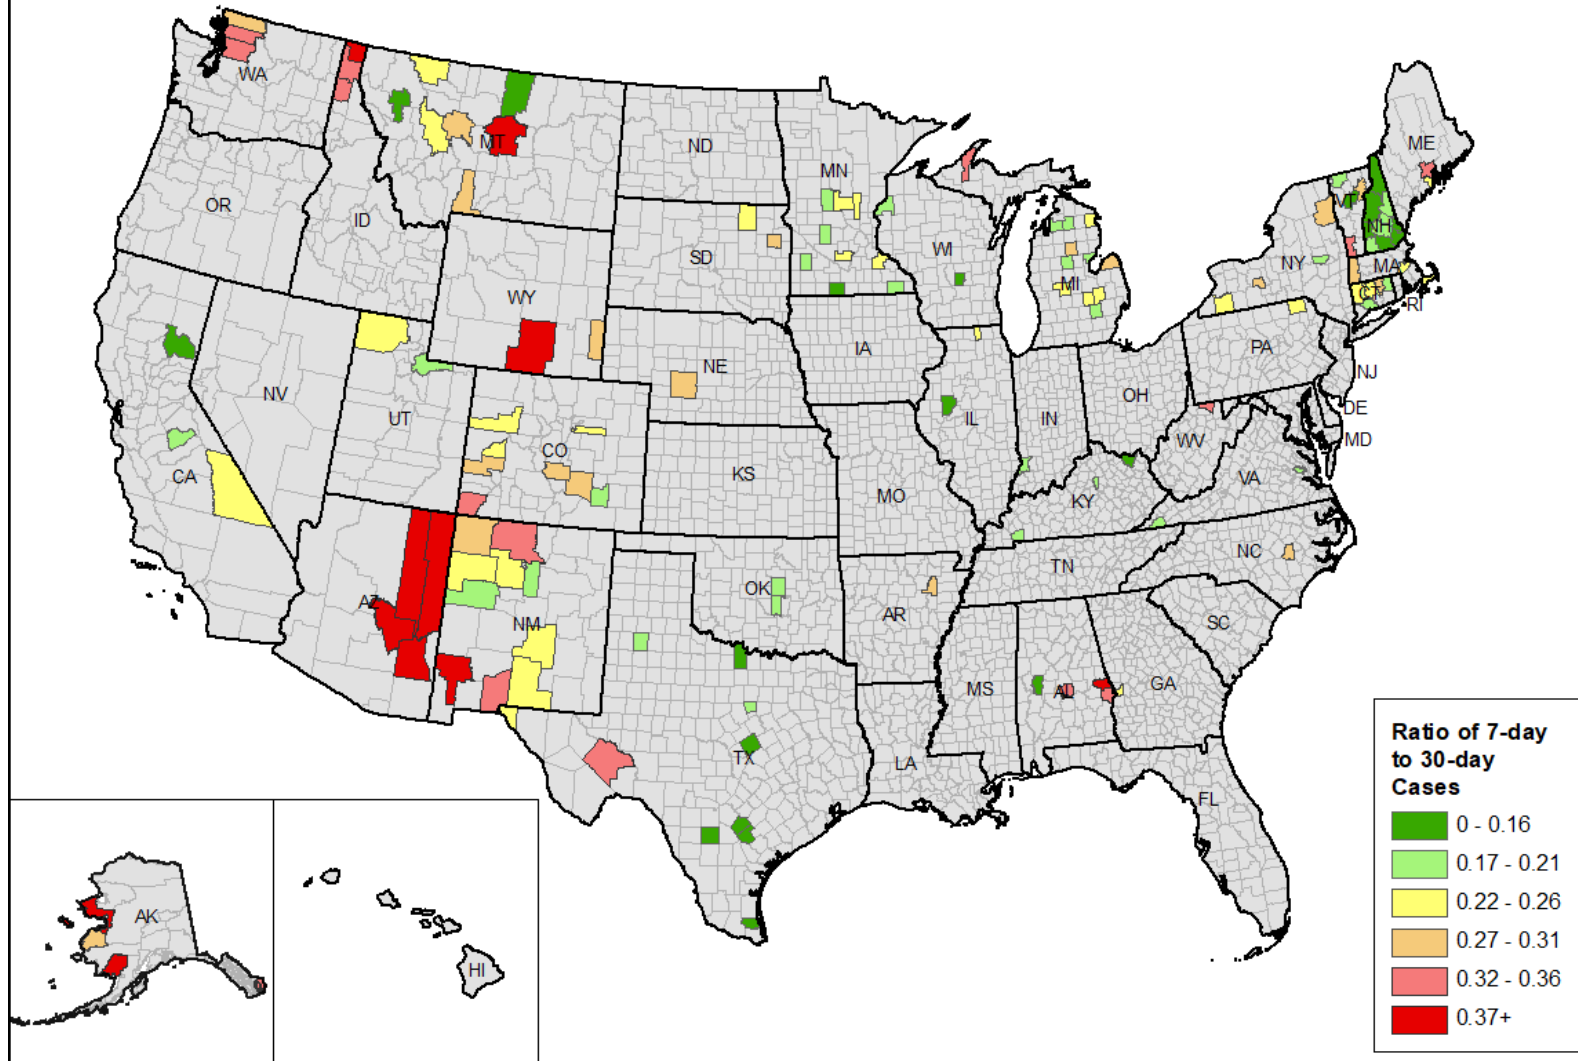 WA
MT
ND
MN
ME
OR
ID
SD
WI
MI
VT
NH
NY
MA
CT
RI
WY
NE
IA
PA
NJ
NV
UT
CO
IL
IN
OH
DE
MD
WV
CA
KS
MO
KY
VA
AZ
NM
OK
AR
TN
NC
SC
MS
AL
GA
TX
LA
FL
AK
HI
Ratio of 7-day
to 30-day
Cases
0 - 0.16
0.17 - 0.21
0.22 - 0.26
0.27 - 0.31
0.32 - 0.36
0.37+